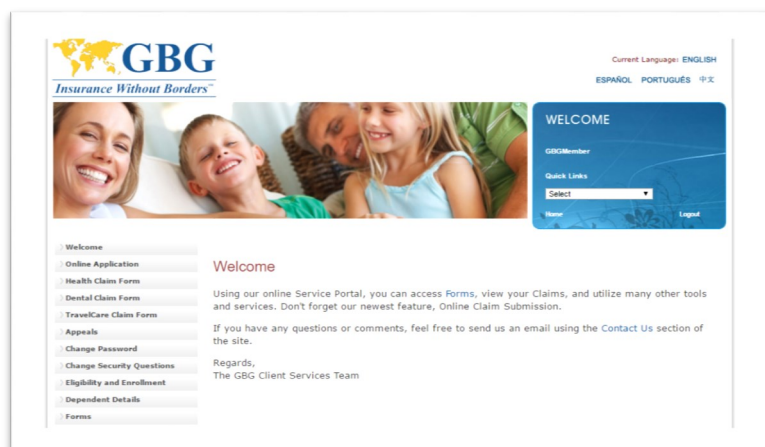 GBG
Insurance Without Borders℠
Current Language: ENGLISH
ESPAÑOL PORTUGUÊS 中文
WELCOME
GBGMember
Quick Links
Select
Home Logout
Welcome
Online Application
Health Claim Form
Dental Claim Form
TravelCare Claim Form
Appeals
Change Password
Change Security Questions
Eligibility and Enrollment
Dependent Details
Forms
Welcome
Using our online Service Portal, you can access Forms, view your Claims, and utilize many other tools
and services. Don't forget our newest feature, Online Claim Submission.
If you have any questions or comments, feel free to send us an email using the Contact Us section of
the site.
Regards,
The GBG Client Services Team